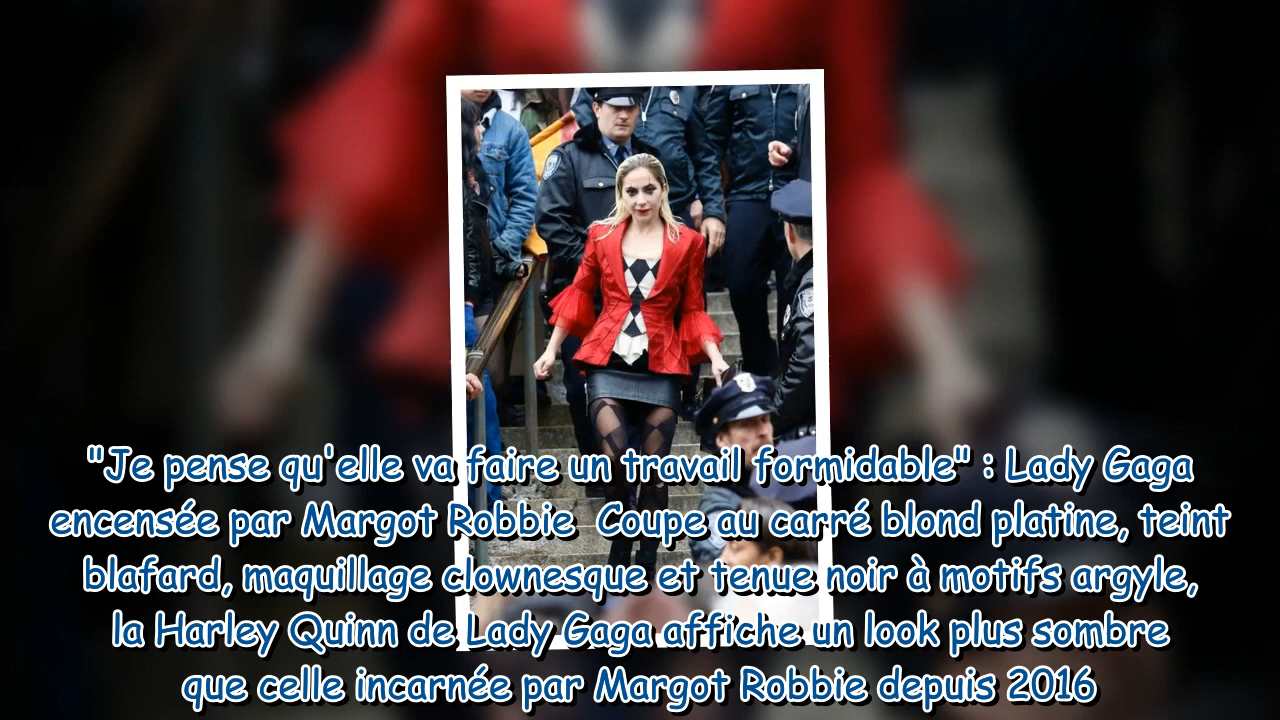 "Je pense qu'elle va faire un travail formidable" : Lady Gaga
encensée par Margot Robbie  Coupe au carré blond platine, teint
blafard, maquillage clownesque et tenue noir à motifs argyle,
la Harley Quinn de Lady Gaga affiche un look plus sombre
que celle incarnée par Margot Robbie depuis 2016